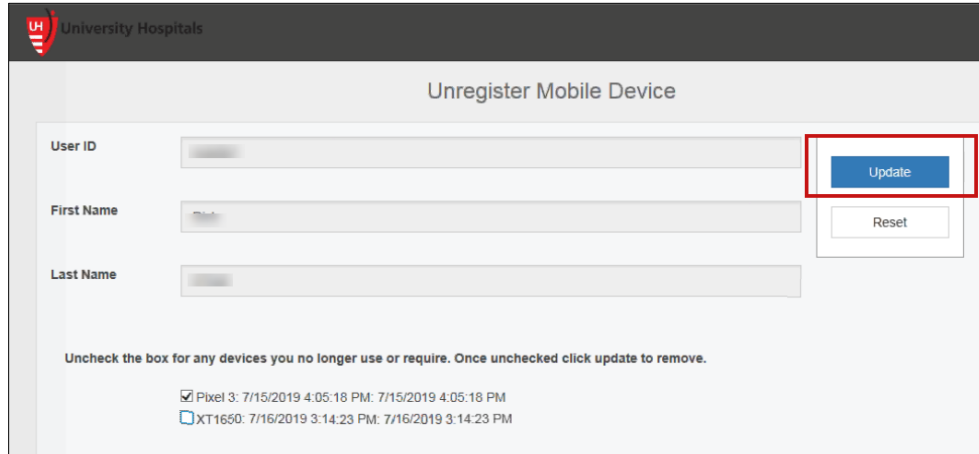 UH University Hospitals
Unregister Mobile Device
User ID
Update
First Name
Reset
Last Name
Uncheck the box for any devices you no longer use or require. Once unchecked click update to remove.
Pixel 3: 7/15/2019 4:05:18 PM: 7/15/2019 4:05:18 PM
XT1650: 7/16/2019 3:14:23 PM: 7/16/2019 3:14:23 PM